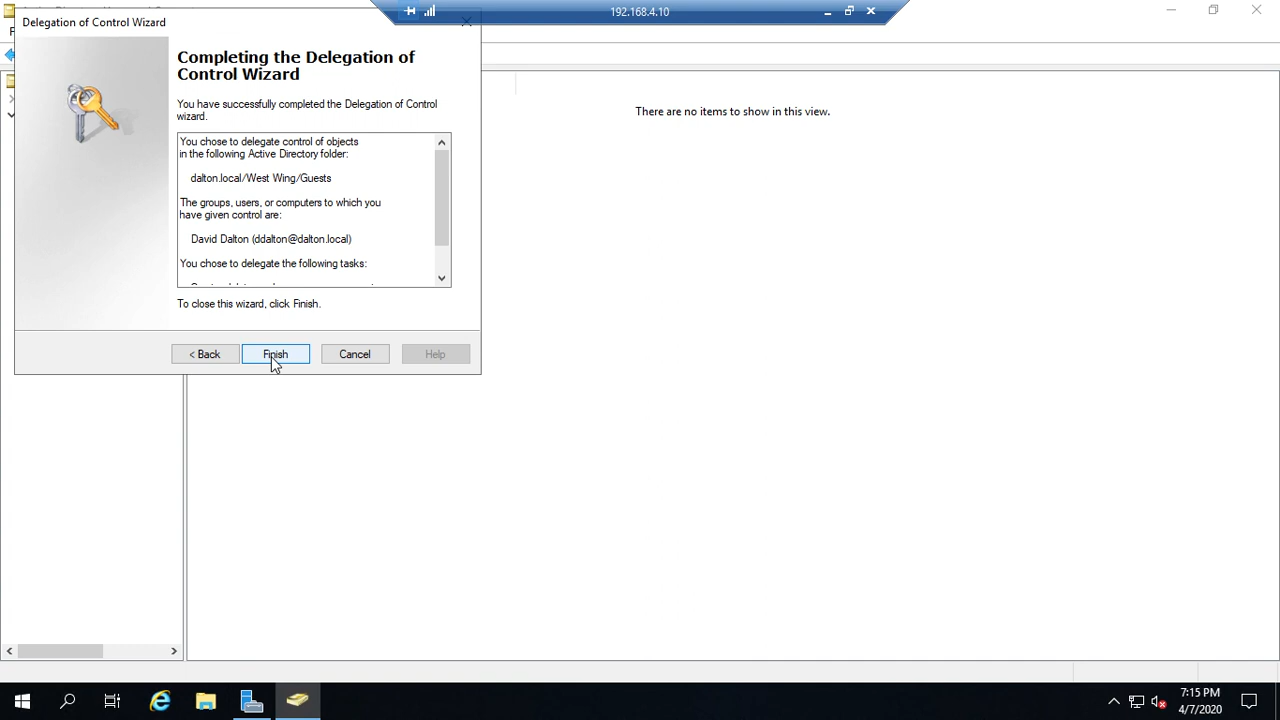 Delegation of Control Wizard
192.168.4.10
Completing the Delegation of
Control Wizard
You have successfully completed the Delegation of Control
wizard.
You chose to delegate control of objects
in the following Active Directory folder:
dalton.local/West Wing/Guests
The groups, users, or computers to which you
have given control are:
David Dalton (ddalton@dalton.local)
You chose to delegate the following tasks:
To close this wizard, click Finish.
< Back
Finish
Cancel
Help
There are no items to show in this view.
7:15 PM
4/7/2020